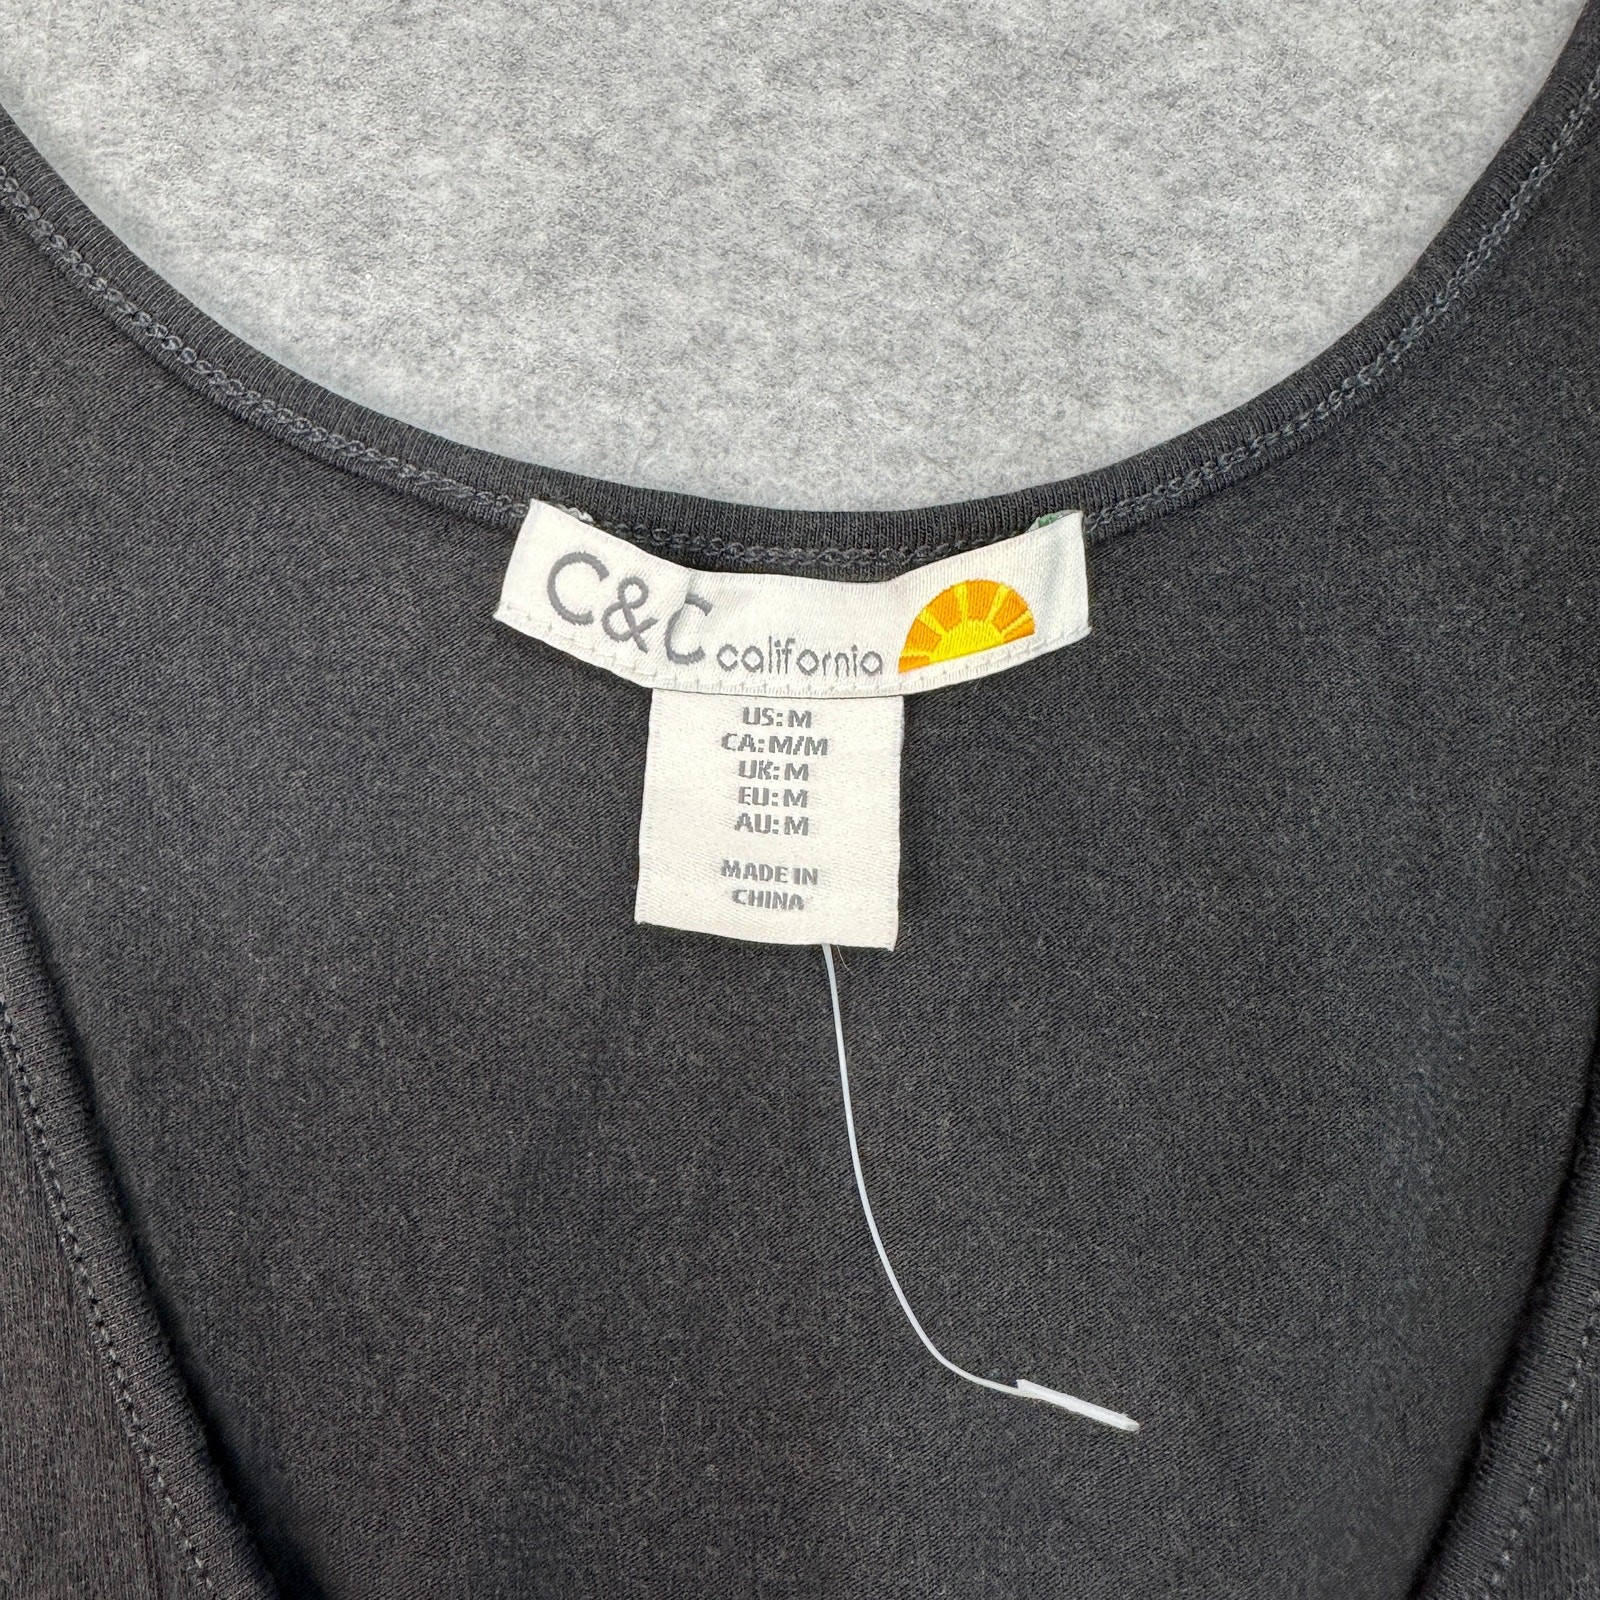 C&C california
US: M
CA: M/M
UK: M
EU: M
AU: M
MADE IN
CHINA